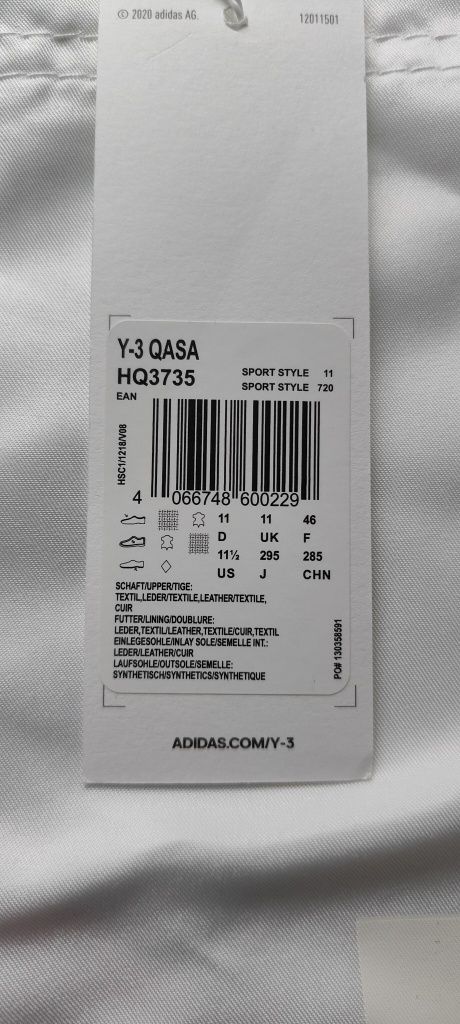 © 2020 adidas AG. 12011501
Y-3 QASA
HQ3735
SPORT STYLE 11
SPORT STYLE 720
EAN
HSC1/1218/V08
4 066748 600229
11 11 46
D UK F
11½ 295 285
US J CHN
SCHAFT/UPPER/TIGE:
TEXTIL,LEDER/TEXTILE,LEATHER/TEXTILE,
CUIR
FUTTER/LINING/DOUBLURE:
LEDER,TEXTIL/LEATHER,TEXTILE/CUIR,TEXTIL
EINLEGESOHLE/INLAY SOLE/SEMELLE INT.:
LEDER/LEATHER/CUIR
LAUFSOHLE/OUTSOLE/SEMELLE:
SYNTHETISCH/SYNTHETICS/SYNTHETIQUE
PO# 130358591
ADIDAS.COM/Y-3